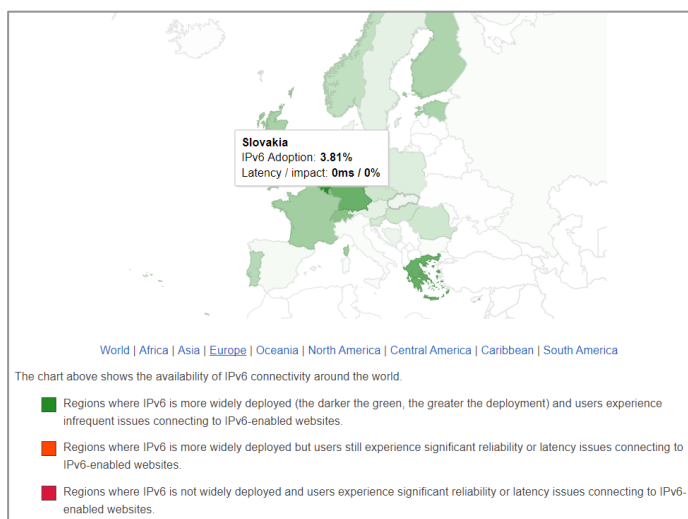 Slovakia
IPv6 Adoption: 3.81%
Latency / impact: 0ms / 0%
World | Africa | Asia | Europe | Oceania | North America | Central America | Caribbean | South America
The chart above shows the availability of IPv6 connectivity around the world.
Regions where IPv6 is more widely deployed (the darker the green, the greater the deployment) and users experience
infrequent issues connecting to IPv6-enabled websites.
Regions where IPv6 is more widely deployed but users still experience significant reliability or latency issues connecting to
IPv6-enabled websites.
Regions where IPv6 is not widely deployed and users experience significant reliability or latency issues connecting to IPv6-
enabled websites.